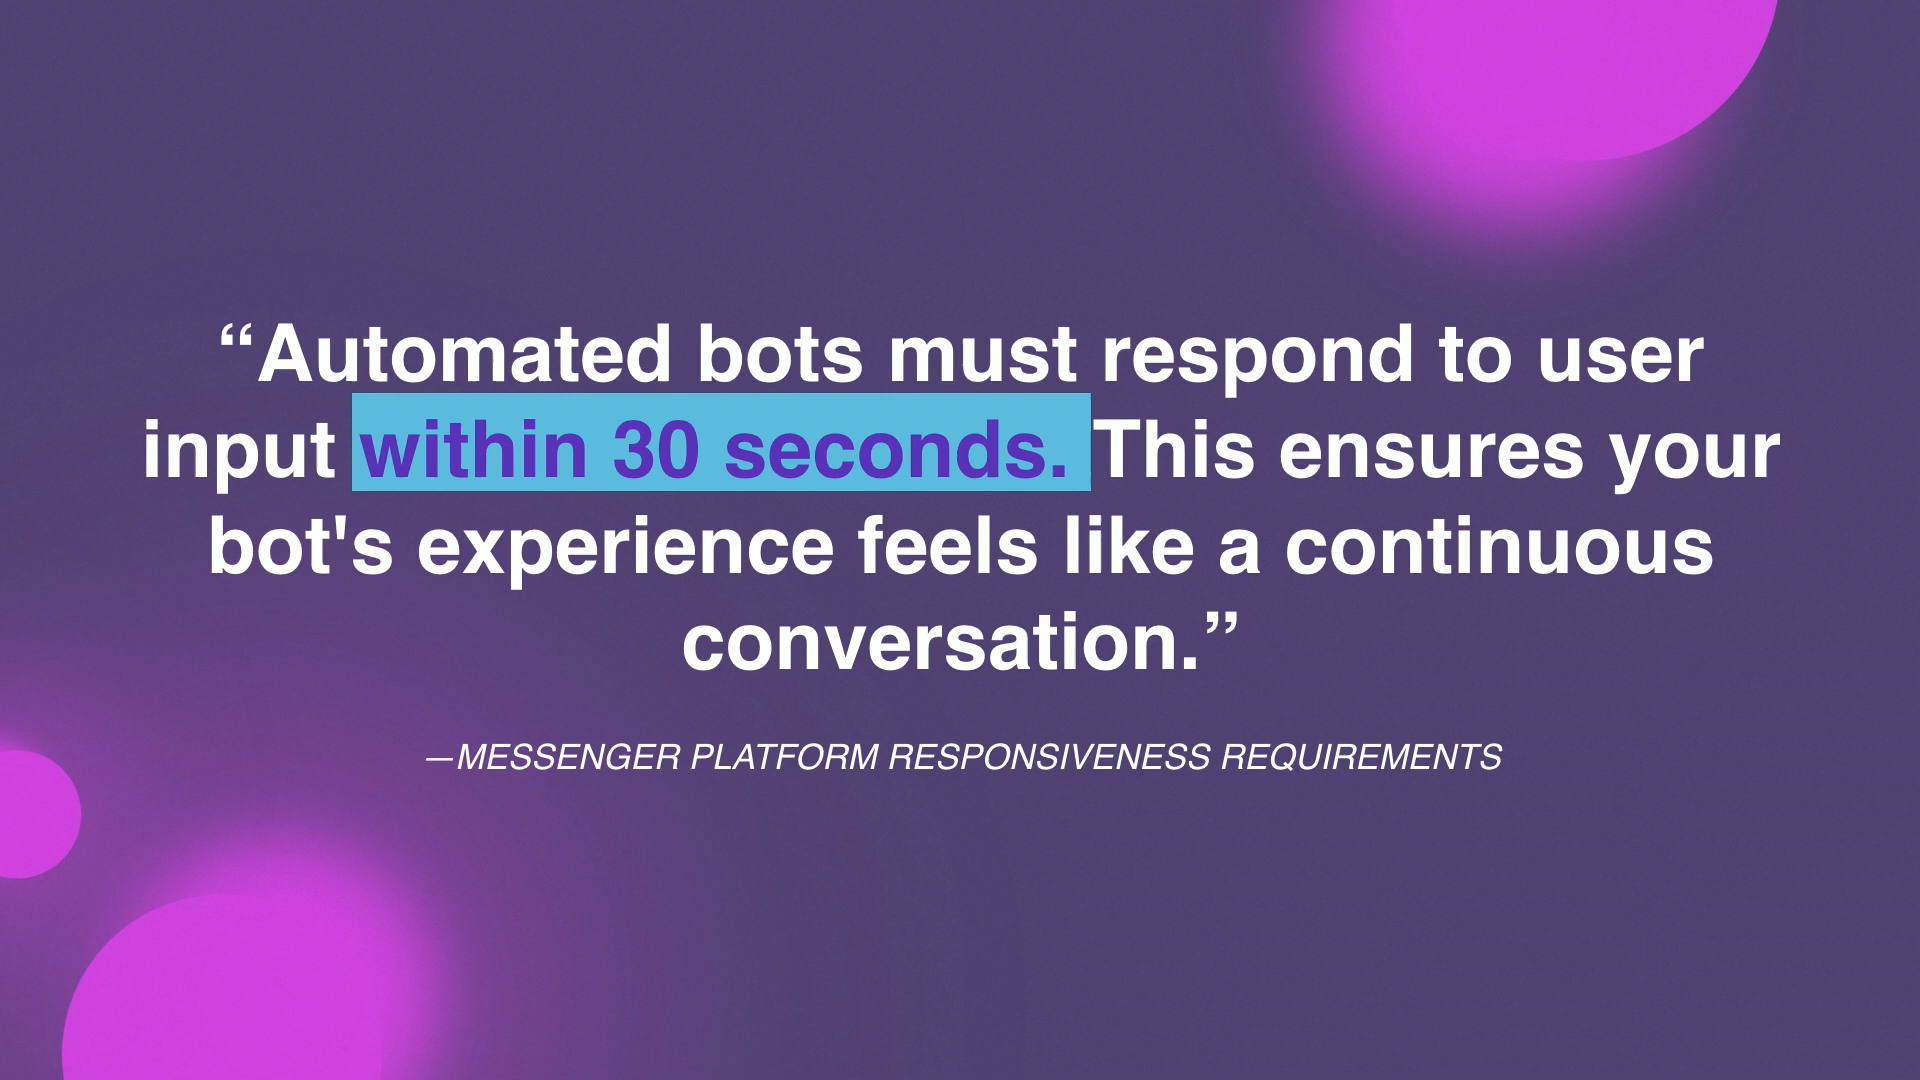 “Automated bots must respond to user
input within 30 seconds. This ensures your
bot's experience feels like a continuous
conversation.”
—MESSENGER PLATFORM RESPONSIVENESS REQUIREMENTS